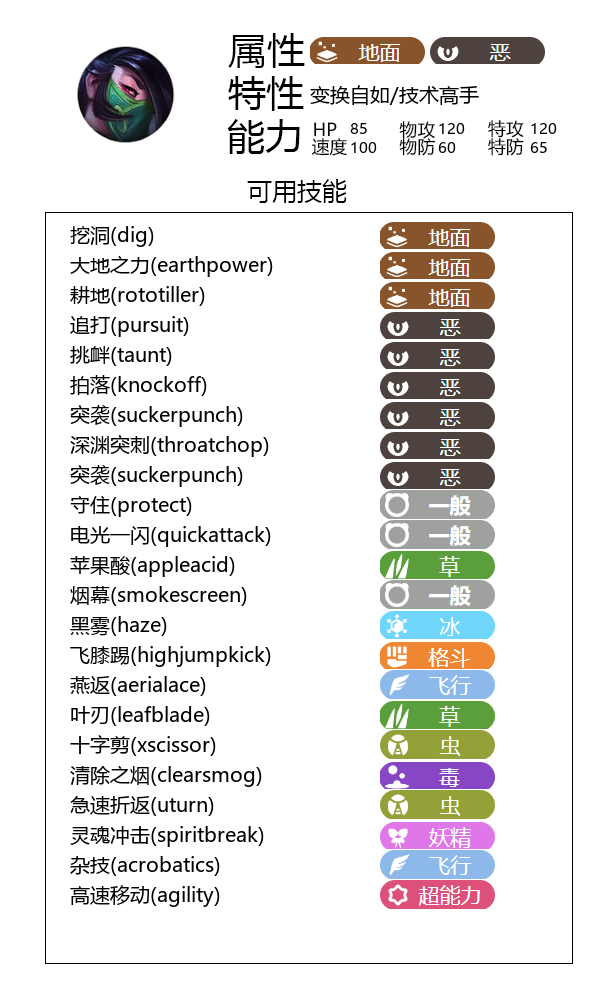 属性 地面 恶
特性 变换自如/技术高手
能力 HP 85 物攻 120 特攻 120
速度 100 物防 60 特防 65
可用技能
挖洞(dig) 地面
大地之力(earthpower) 地面
耕地(rototiller) 地面
追打(pursuit) 恶
挑衅(taunt) 恶
拍落(knockoff) 恶
突袭(suckerpunch) 恶
深渊突刺(throatchop) 恶
突袭(suckerpunch) 恶
守住(protect) 一般
电光一闪(quickattack) 一般
苹果酸(appleacid) 草
烟幕(smokescreen) 一般
黑雾(haze) 冰
飞膝踢(highjumpkick) 格斗
燕返(aerialace) 飞行
叶刃(leafblade) 草
十字剪(xscissor) 虫
清除之烟(clearsmog) 毒
急速折返(uturn) 虫
灵魂冲击(spiritbreak) 妖精
杂技(acrobatics) 飞行
高速移动(agility) 超能力